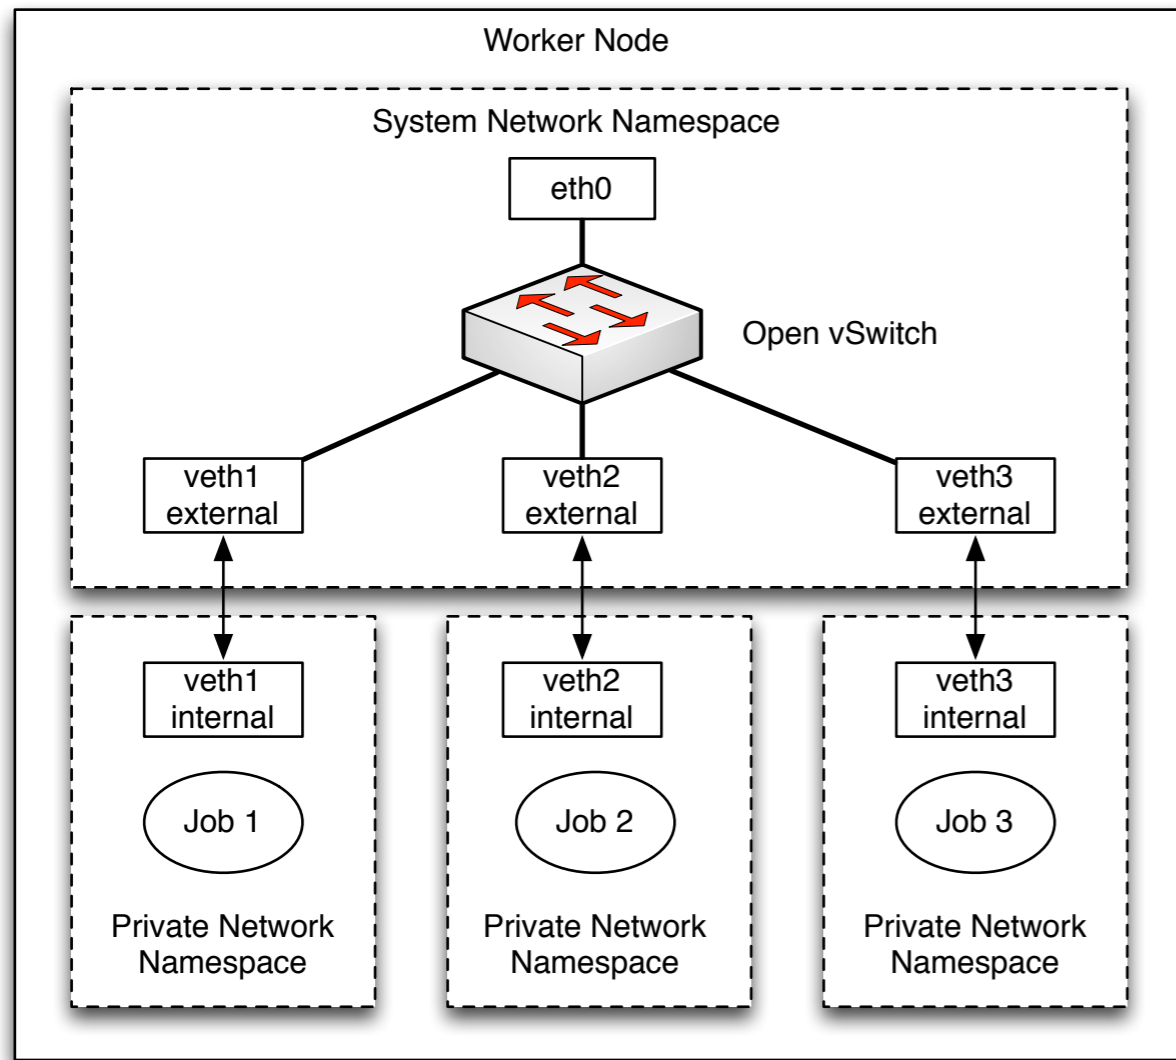 Worker Node
System Network Namespace
eth0
Open vSwitch
veth1
external
veth2
external
veth3
external
veth1
internal
veth2
internal
veth3
internal
Job 1
Job 2
Job 3
Private Network
Namespace
Private Network
Namespace
Private Network
Namespace